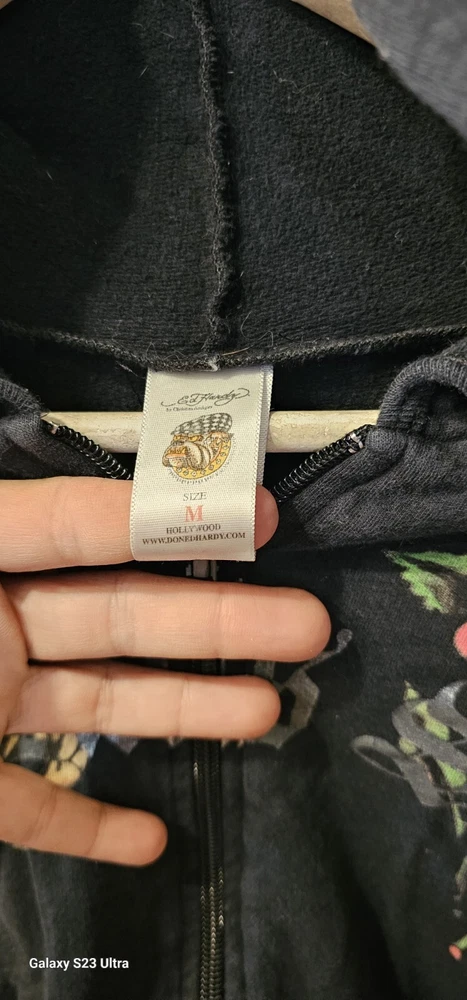 Ed Hardy
by Christian Audigier
SIZE
M
HOLLYWOOD
WWW.DONEDHARDY.COM
Galaxy S23 Ultra